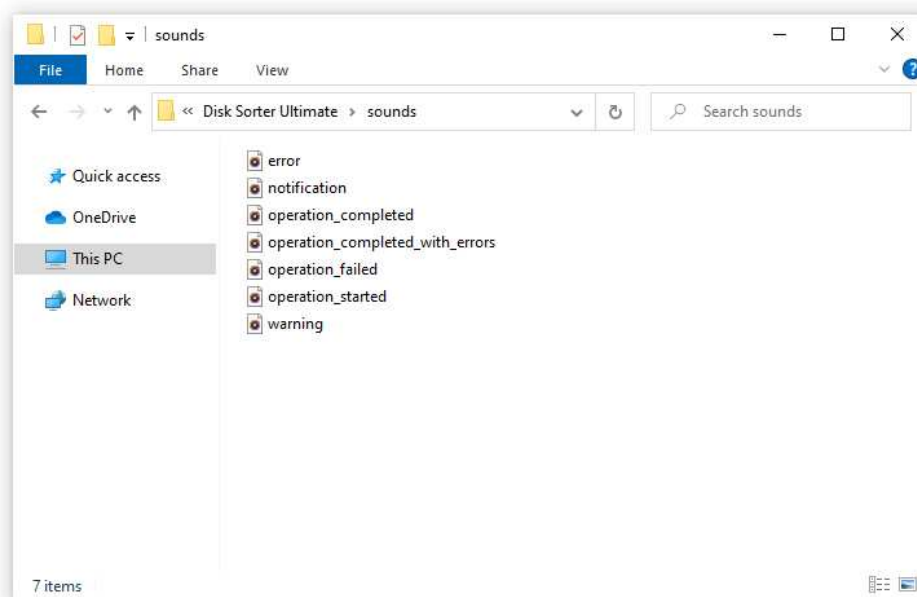 sounds
File Home Share View ?
« Disk Sorter Ultimate › sounds Search sounds
Quick access
OneDrive
This PC
Network
error
notification
operation_completed
operation_completed_with_errors
operation_failed
operation_started
warning
7 items